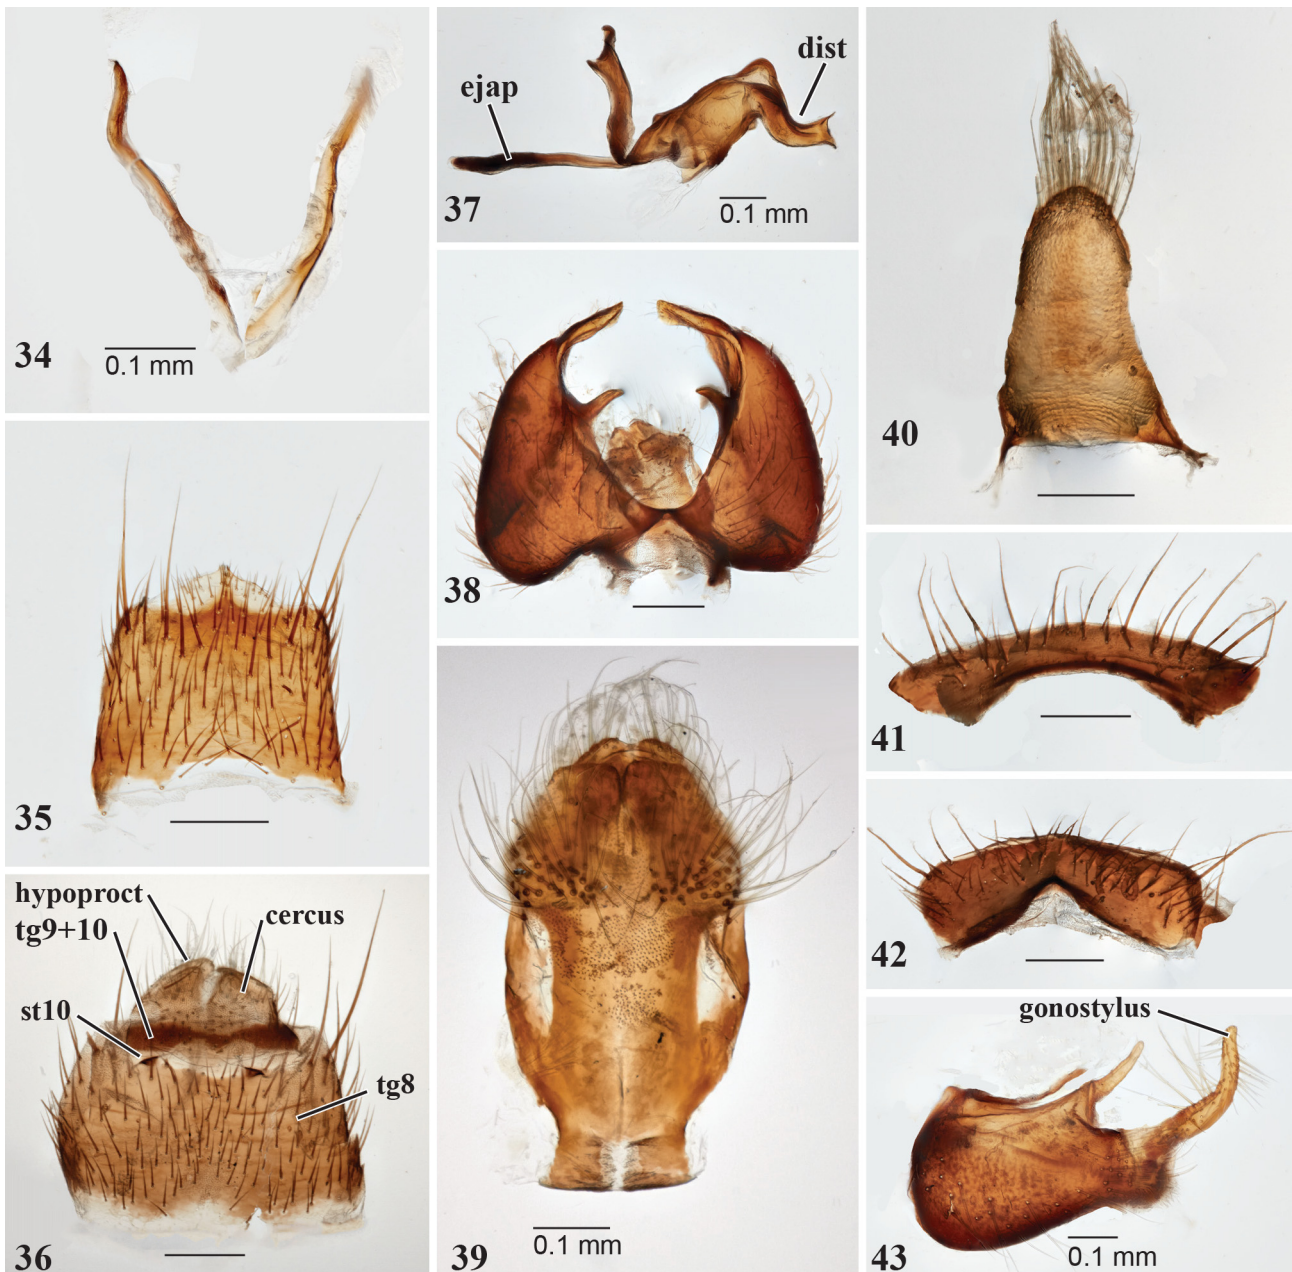 34
0.1 mm
35
hypoproct
tg9+10
cercus
st10
tg8
36
ejap
dist
37
0.1 mm
38
39
0.1 mm
40
41
42
gonostylus
43
0.1 mm